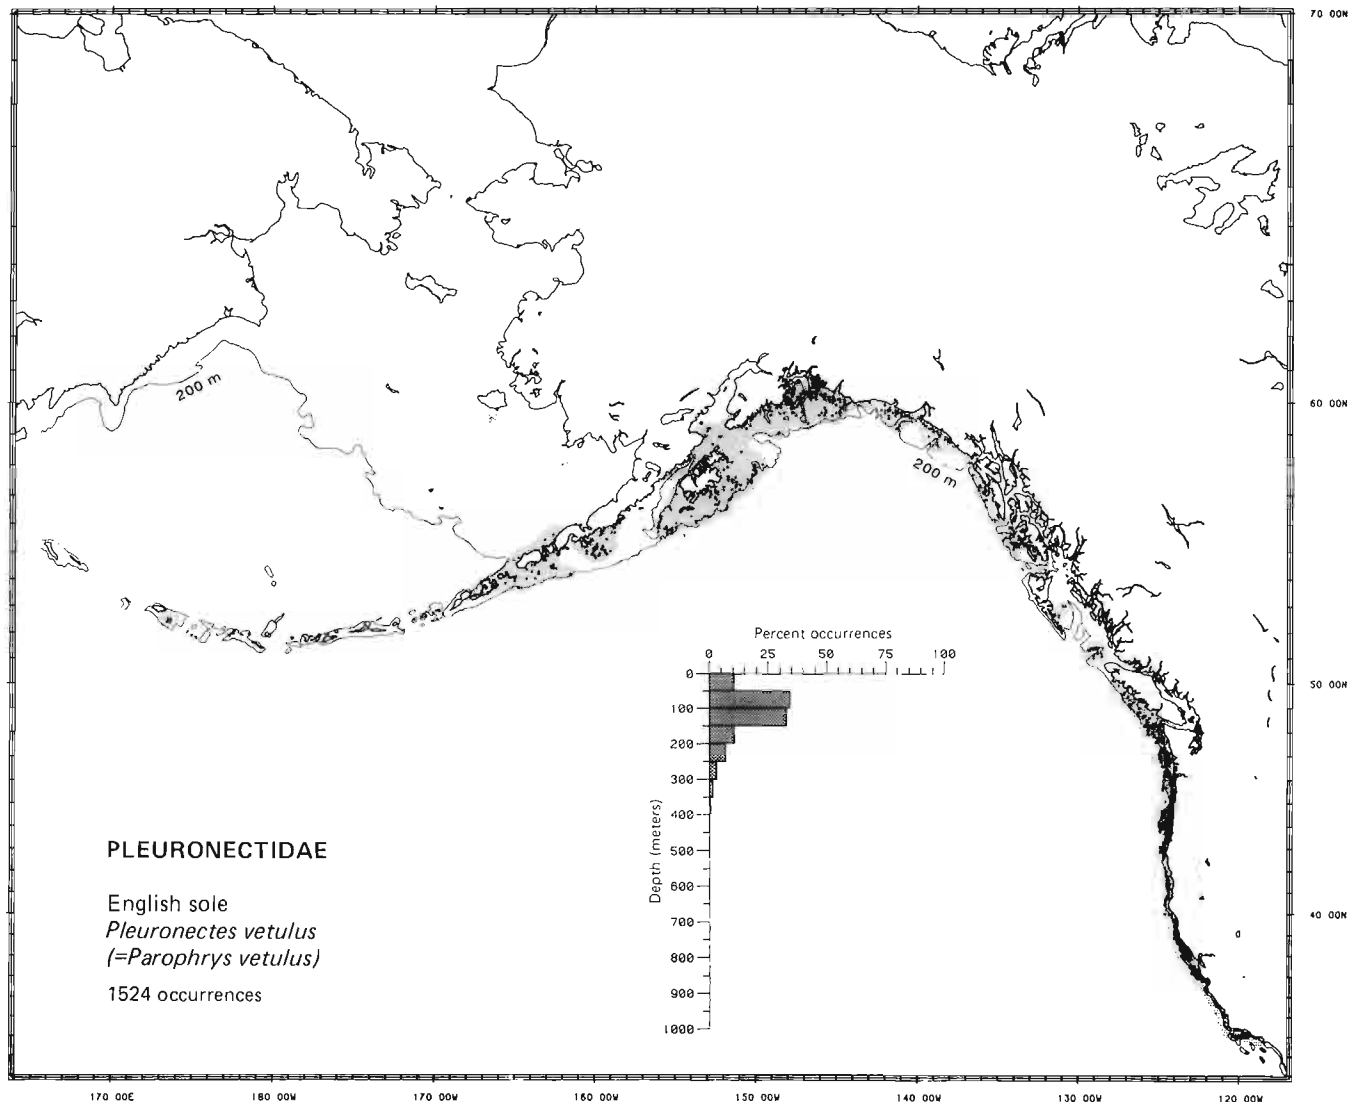 70 00N
200 m
60 00N
200 m
Percent occurrences
0 25 50 75 100
0
50 00N
100
200
300
400
500
600
700
800
900
1000
Depth (meters)
PLEURONECTIDAE
English sole
Pleuronectes vetulus
(=Parophrys vetulus)
1524 occurrences
40 00N
170 00E 180 00W 170 00W 160 00W 150 00W 140 00W 130 00W 120 00W